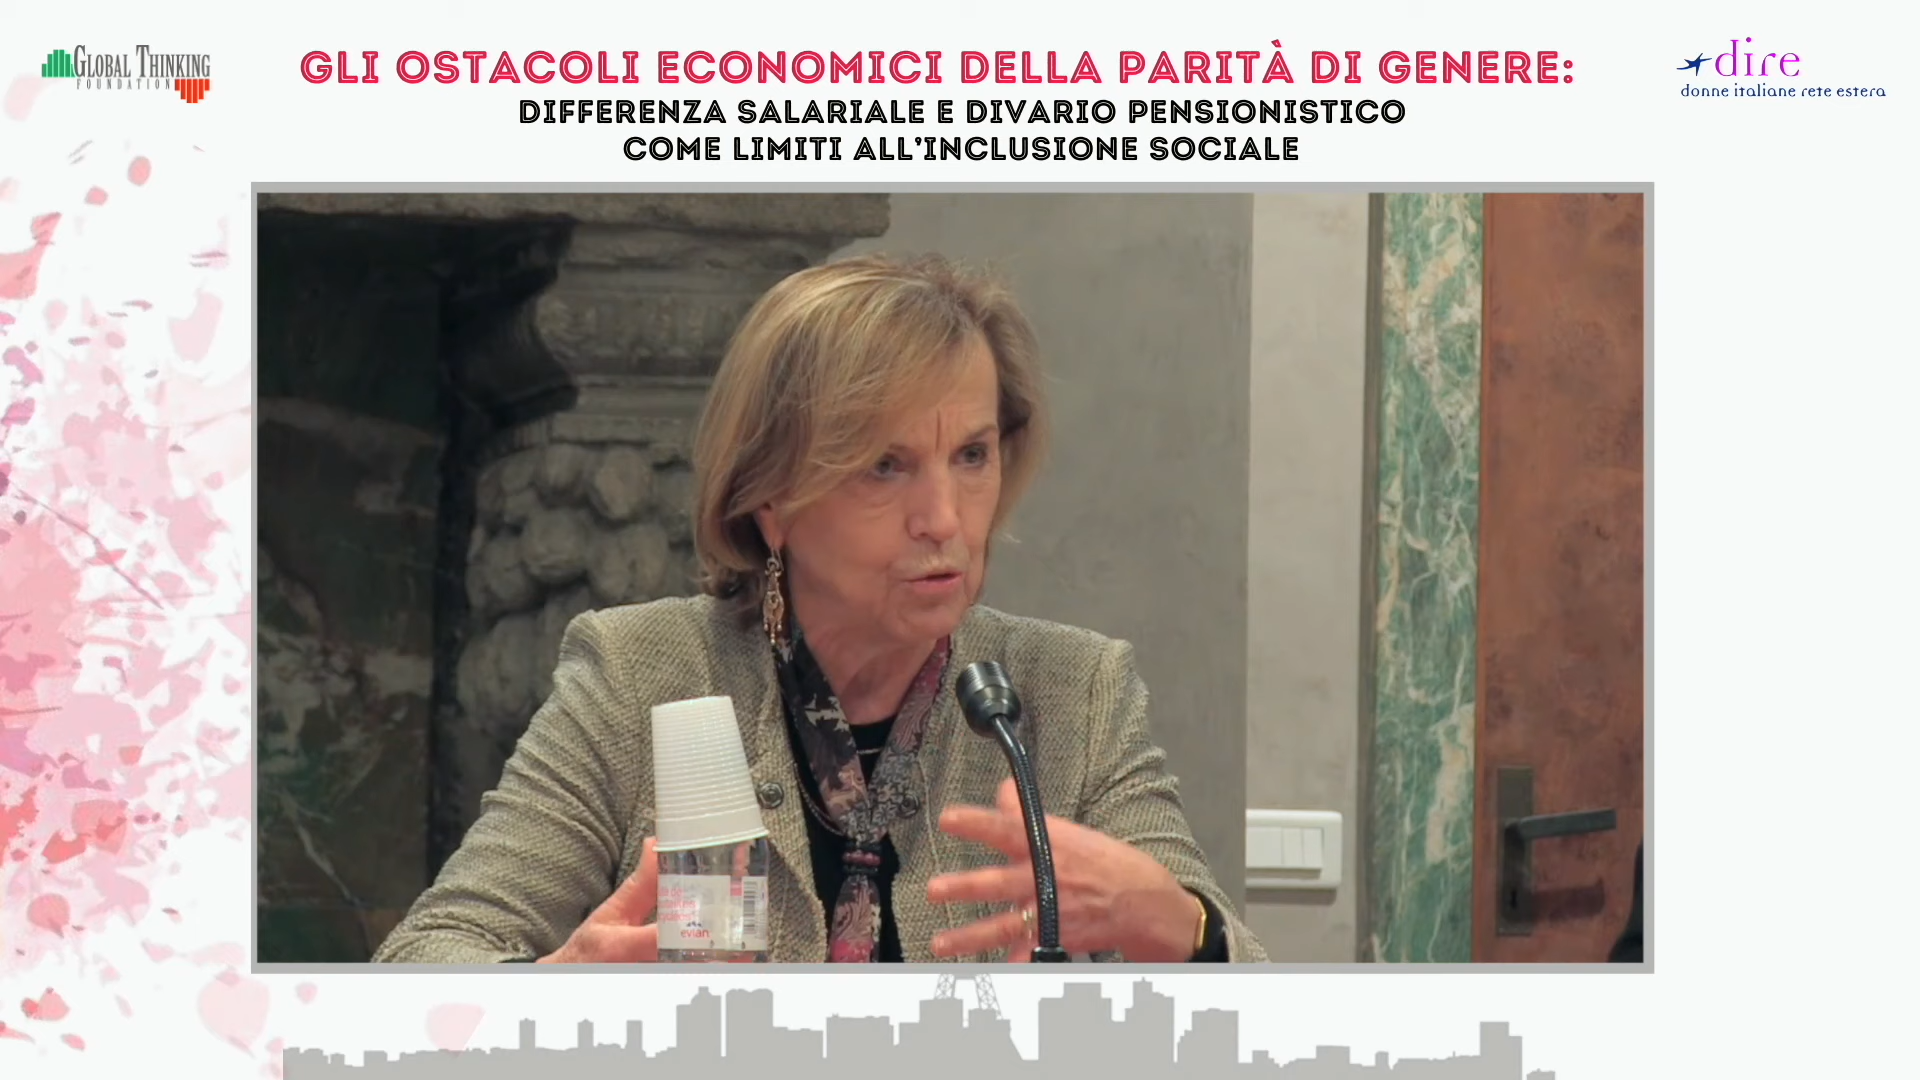 GLOBAL THINKING
FOUNDATION
GLI OSTACOLI ECONOMICI DELLA PARITÀ DI GENERE:
DIFFERENZA SALARIALE E DIVARIO PENSIONISTICO
COME LIMITI ALL'INCLUSIONE SOCIALE
dire
donne italiane rete estera
evian